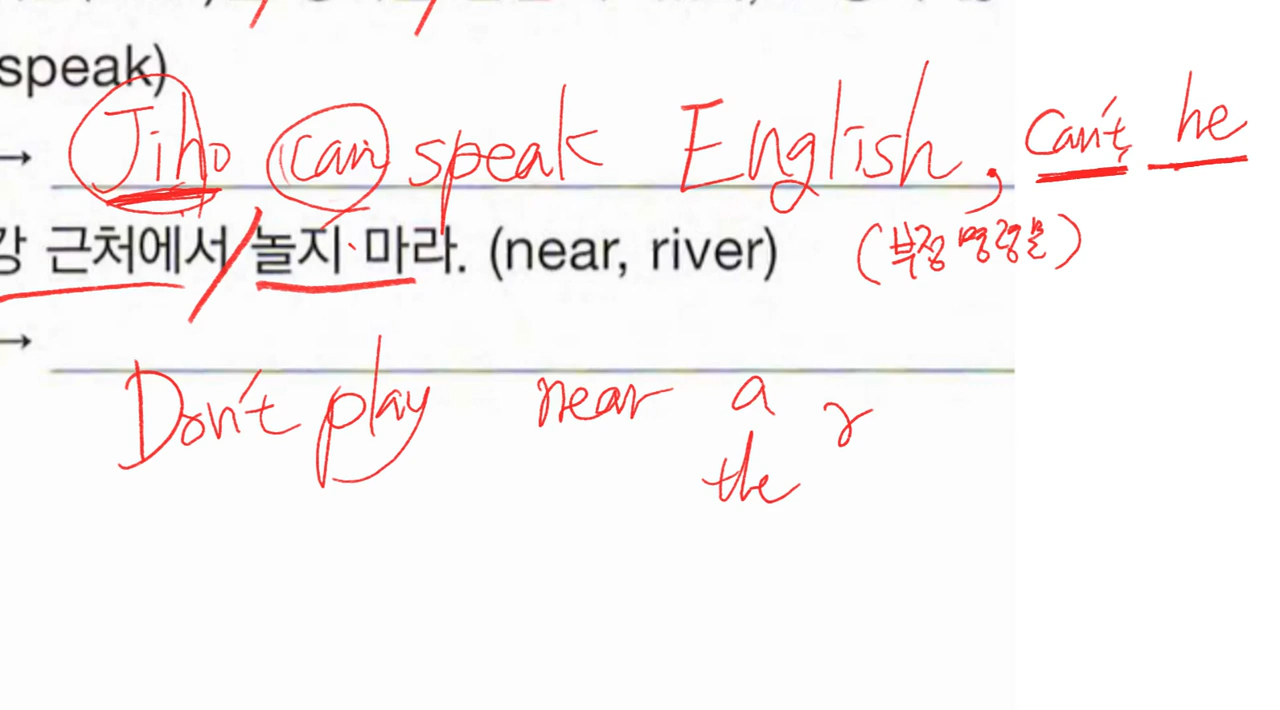 speak)
→ Jiho can speak English, can't he
강 근처에서 / 놀지 마라. (near, river) (부정 명령문)
→
Don't play near a r
the